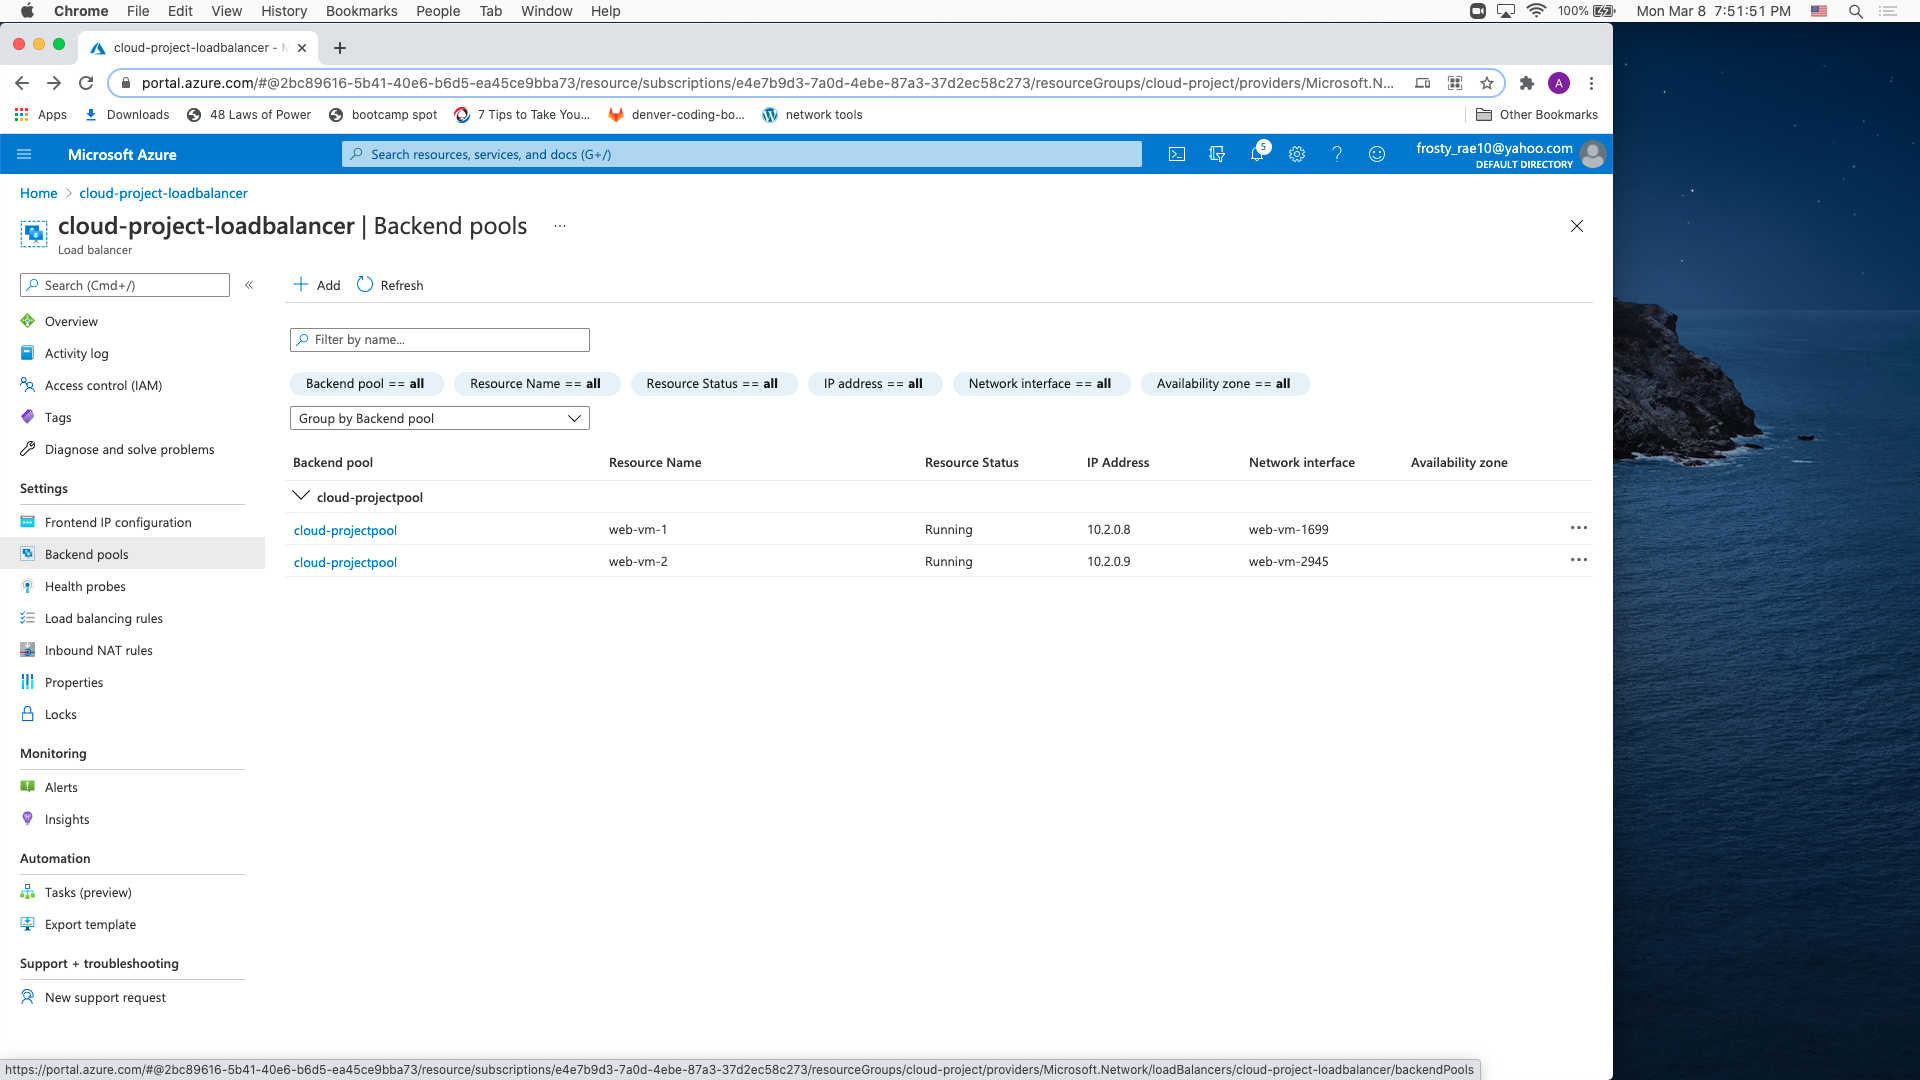 Chrome File Edit View History Bookmarks People Tab Window Help 100% Mon Mar 8 7:51:51 PM
cloud-project-loadbalancer - M
portal.azure.com/#@2bc89616-5b41-40e6-b6d5-ea45ce9bba73/resource/subscriptions/e4e7b9d3-7a0d-4ebe-87a3-37d2ec58c273/resourceGroups/cloud-project/providers/Microsoft.N...
A
Apps Downloads 48 Laws of Power bootcamp spot 7 Tips to Take You... denver-coding-bo... network tools Other Bookmarks
Microsoft Azure
Search resources, services, and docs (G+/)
5
frosty_rae10@yahoo.com
DEFAULT DIRECTORY
Home > cloud-project-loadbalancer
cloud-project-loadbalancer | Backend pools ...
Load balancer
Search (Cmd+/)
«
Add Refresh
Overview
Activity log
Access control (IAM)
Tags
Diagnose and solve problems
Settings
Frontend IP configuration
Backend pools
Health probes
Load balancing rules
Inbound NAT rules
Properties
Locks
Monitoring
Alerts
Insights
Automation
Tasks (preview)
Export template
Support + troubleshooting
New support request
Filter by name...
Backend pool == all Resource Name == all Resource Status == all IP address == all Network interface == all Availability zone == all
Group by Backend pool
Backend pool Resource Name Resource Status IP Address Network interface Availability zone
cloud-projectpool
cloud-projectpool web-vm-1 Running 10.2.0.8 web-vm-1699 ...
cloud-projectpool web-vm-2 Running 10.2.0.9 web-vm-2945 ...
https://portal.azure.com/#@2bc89616-5b41-40e6-b6d5-ea45ce9bba73/resource/subscriptions/e4e7b9d3-7a0d-4ebe-87a3-37d2ec58c273/resourceGroups/cloud-project/providers/Microsoft.Network/loadBalancers/cloud-project-loadbalancer/backendPools